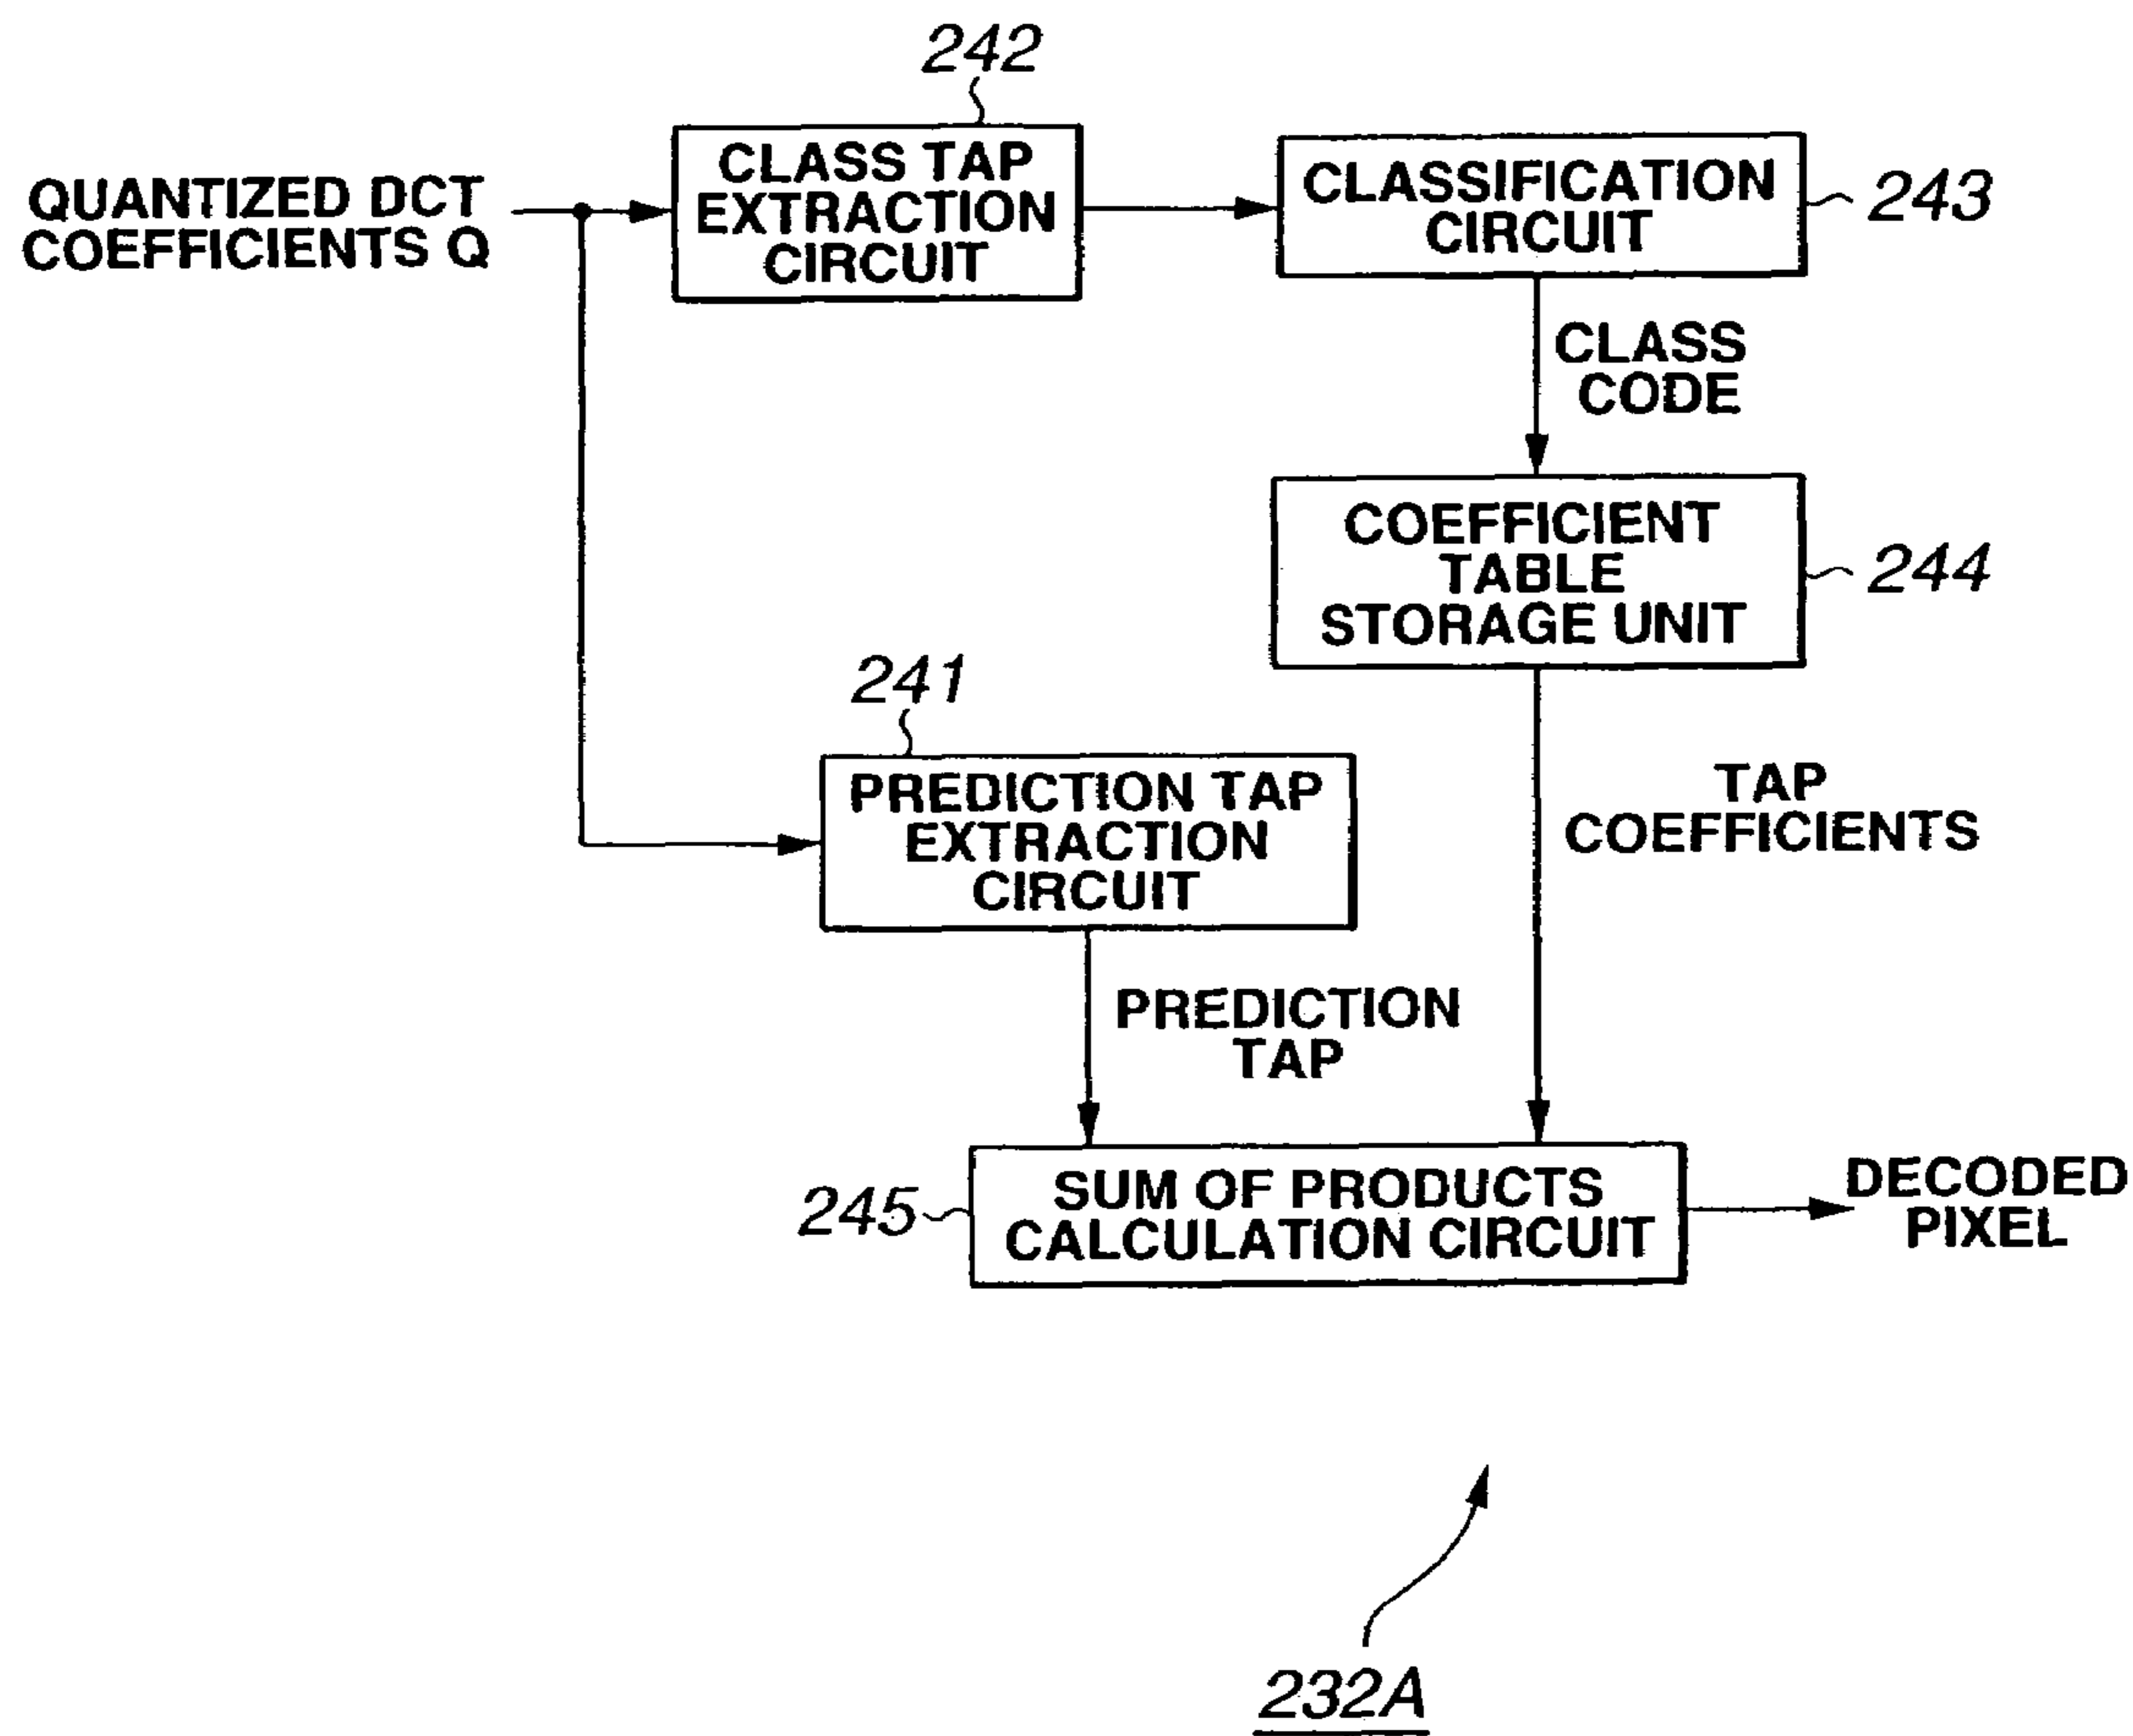 242
QUANTIZED DCT
COEFFICIENTS Q
CLASS TAP
EXTRACTION
CIRCUIT
CLASSIFICATION
CIRCUIT
243
CLASS
CODE
COEFFICIENT
TABLE
STORAGE UNIT
244
241
PREDICTION TAP
EXTRACTION
CIRCUIT
TAP
COEFFICIENTS
PREDICTION
TAP
245
SUM OF PRODUCTS
CALCULATION CIRCUIT
DECODED
PIXEL
232A